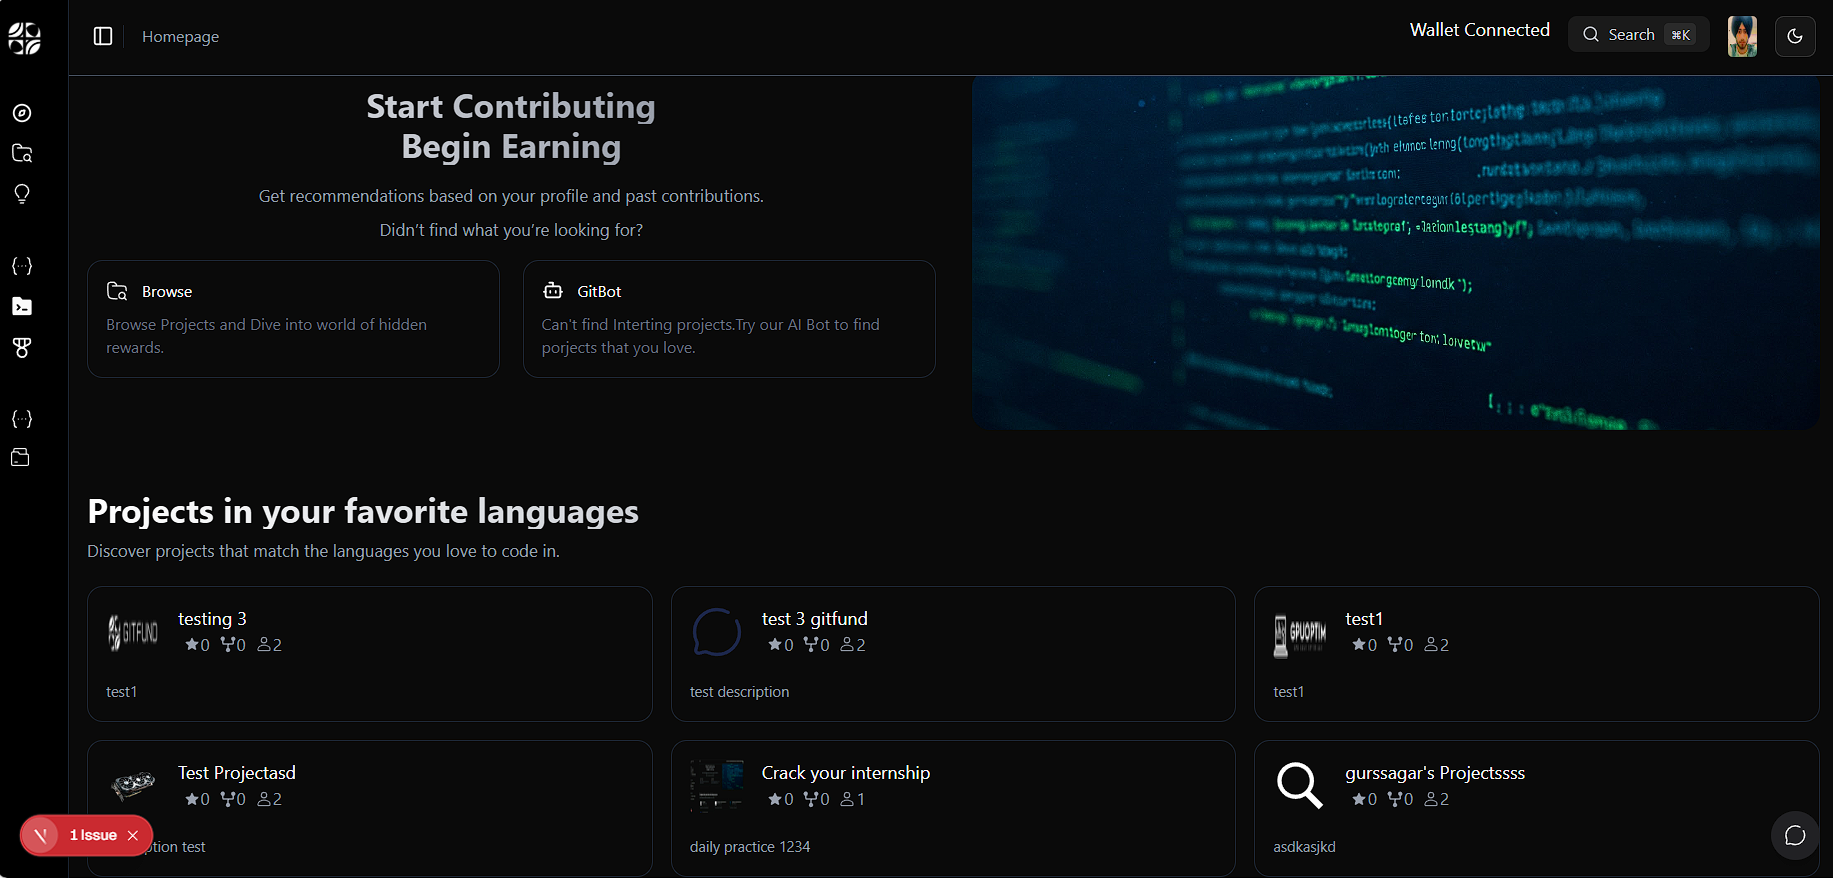 Homepage
Wallet Connected
Search ⌘K
Start Contributing
Begin Earning
Get recommendations based on your profile and past contributions.
Didn't find what you're looking for?
Browse
Browse Projects and Dive into world of hidden
rewards.
GitBot
Can't find Interting projects.Try our AI Bot to find
porjects that you love.
Projects in your favorite languages
Discover projects that match the languages you love to code in.
GITFUND
testing 3
0 0 2
test1
test 3 gitfund
0 0 2
test description
GPUOPTIM
test1
0 0 2
test1
Test Projectasd
0 0 2
ption test
Crack your internship
0 0 1
daily practice 1234
gurssagar's Projectssss
0 0 2
asdkasjkd
1 Issue